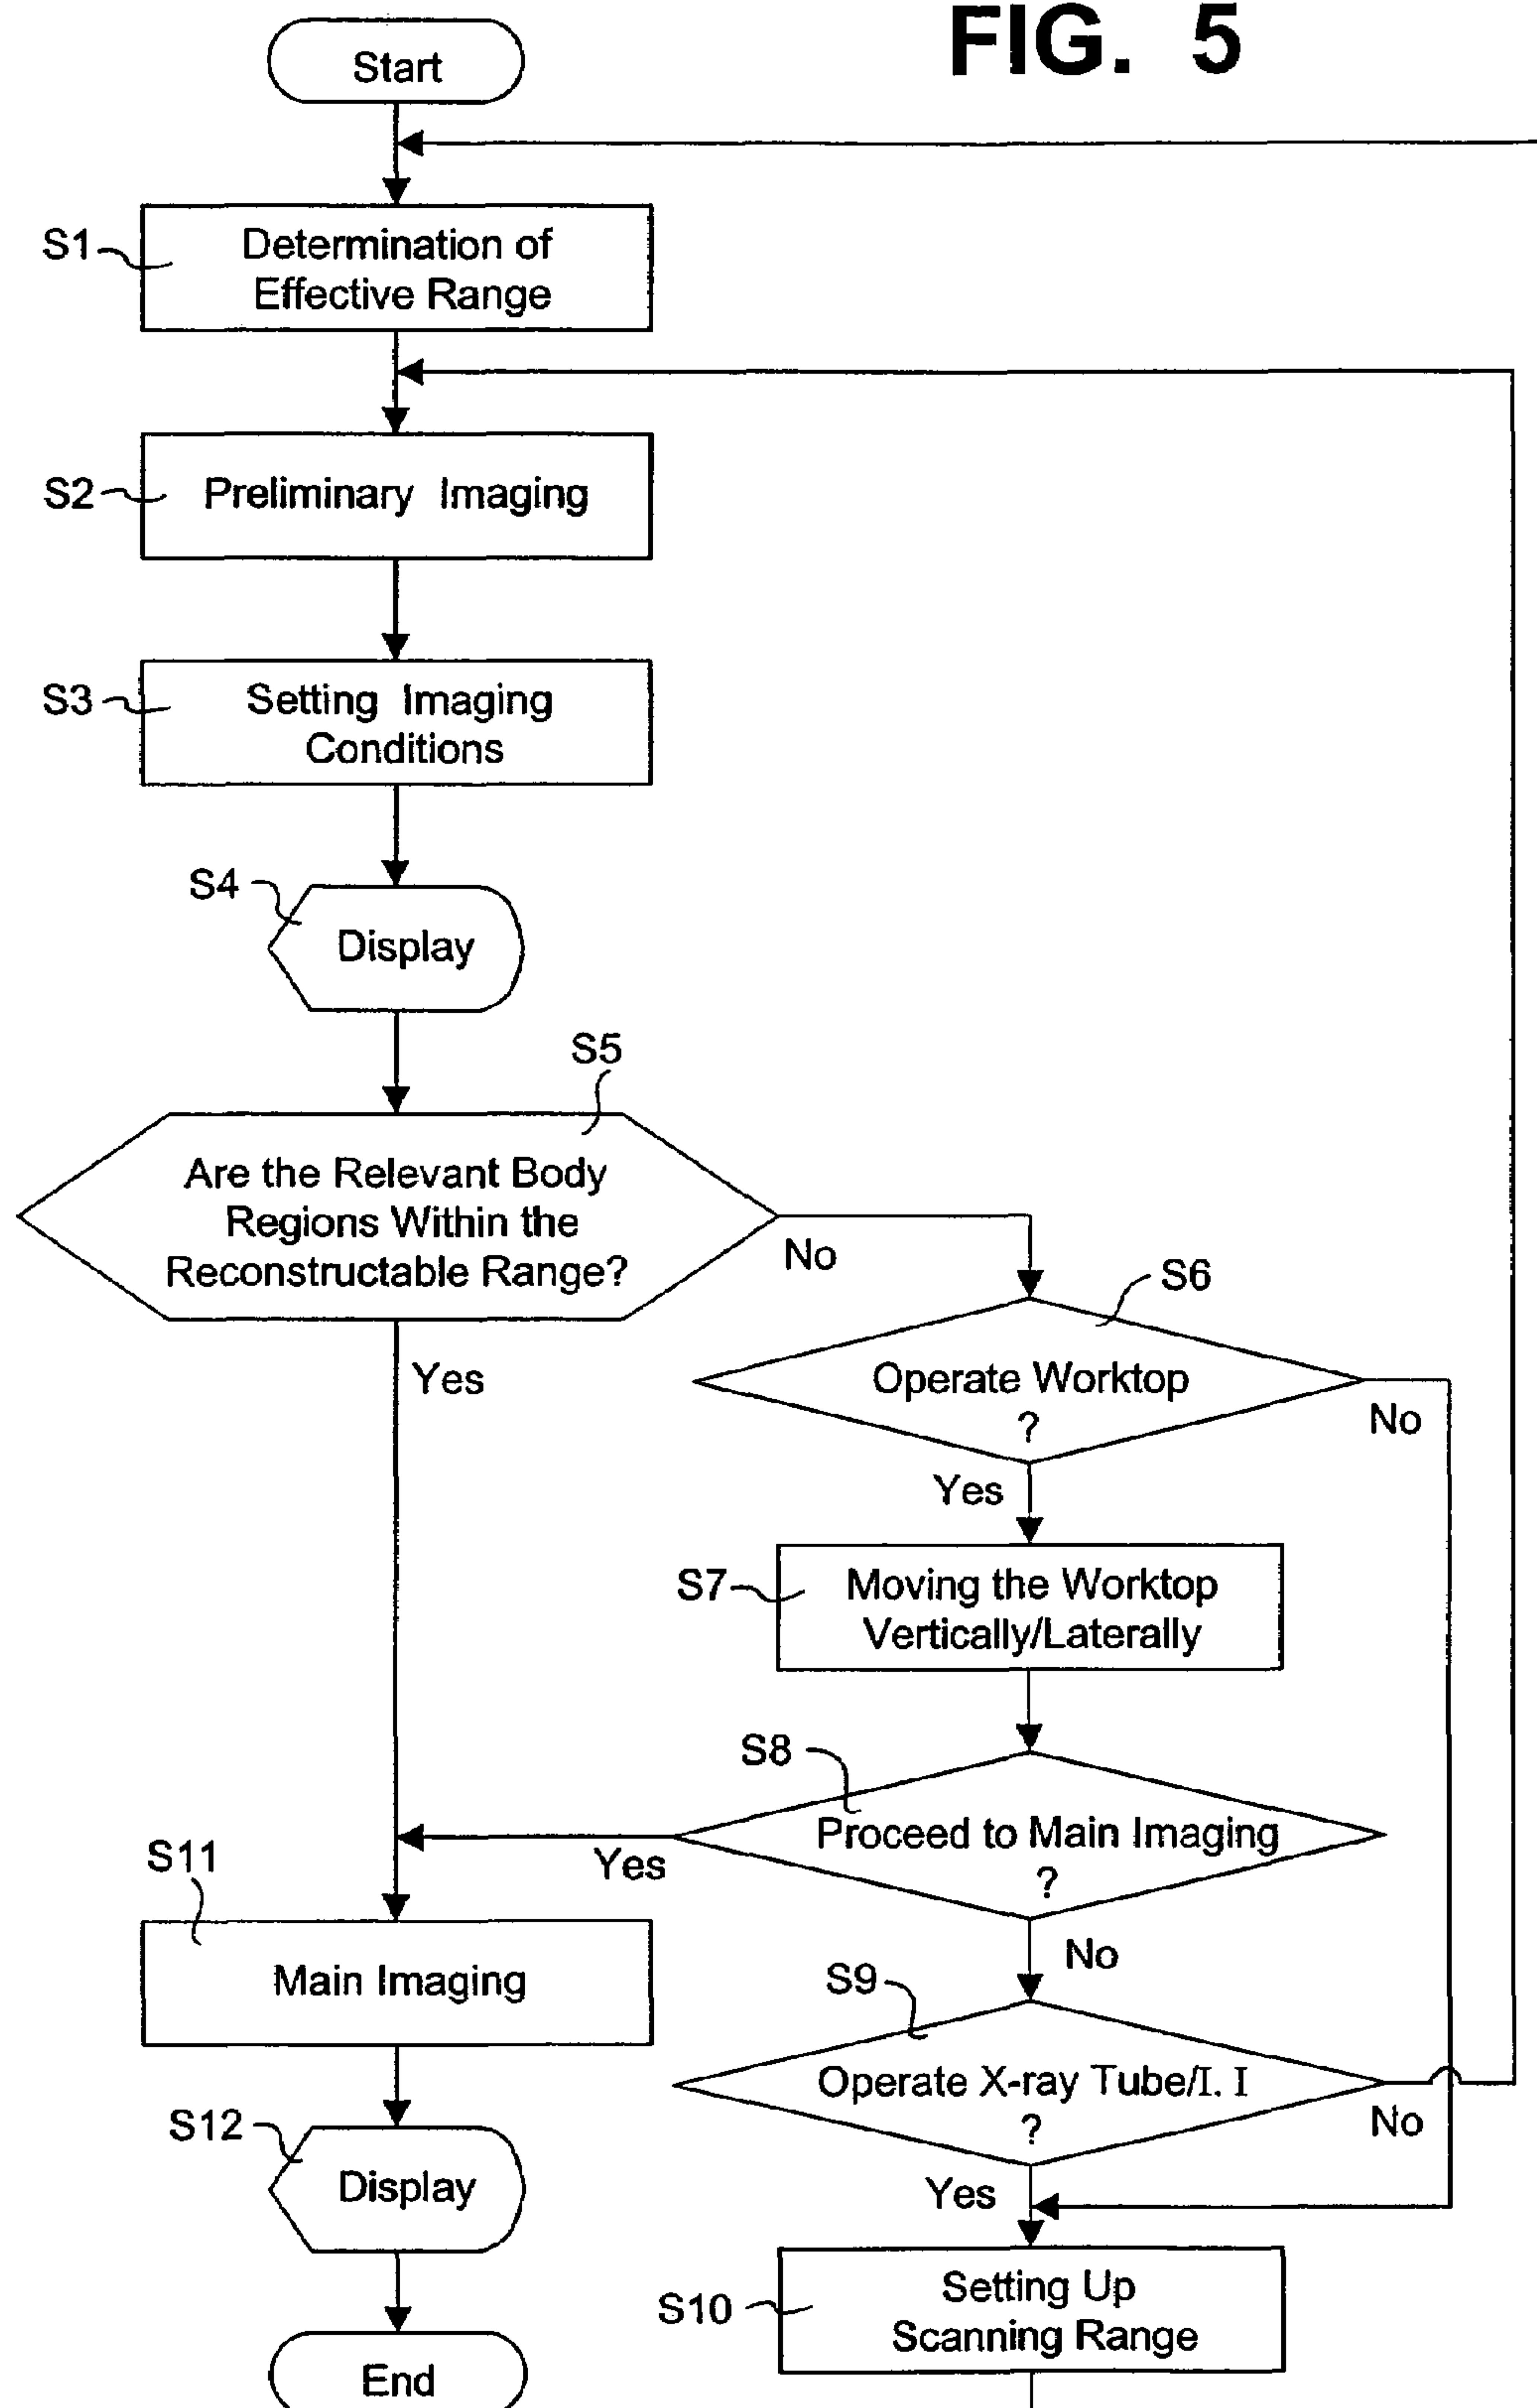 FIG. 5
Start
S1
Determination of
Effective Range
S2
Preliminary Imaging
S3
Setting Imaging
Conditions
S4
Display
S5
Are the Relevant Body
Regions Within the
Reconstructable Range?
No
Yes
S6
Operate Worktop
?
No
Yes
S7
Moving the Worktop
Vertically/Laterally
S8
Proceed to Main Imaging
?
Yes
No
S9
Operate X-ray Tube/I. I
?
No
Yes
S10
Setting Up
Scanning Range
S11
Main Imaging
S12
Display
End